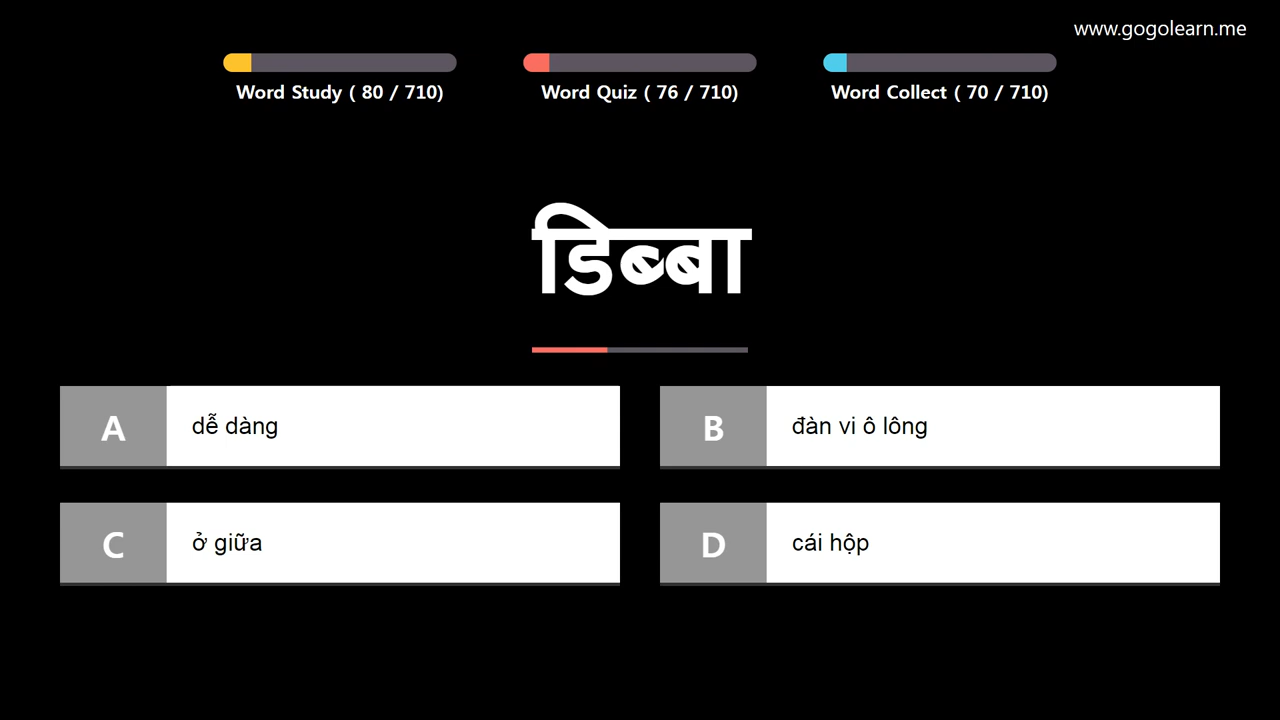 www.gogolearn.me
Word Study ( 80 / 710)
Word Quiz ( 76 / 710)
Word Collect ( 70 / 710)
डिब्बा
A dễ dàng
B đàn vi ô lông
C ở giữa
D cái hộp